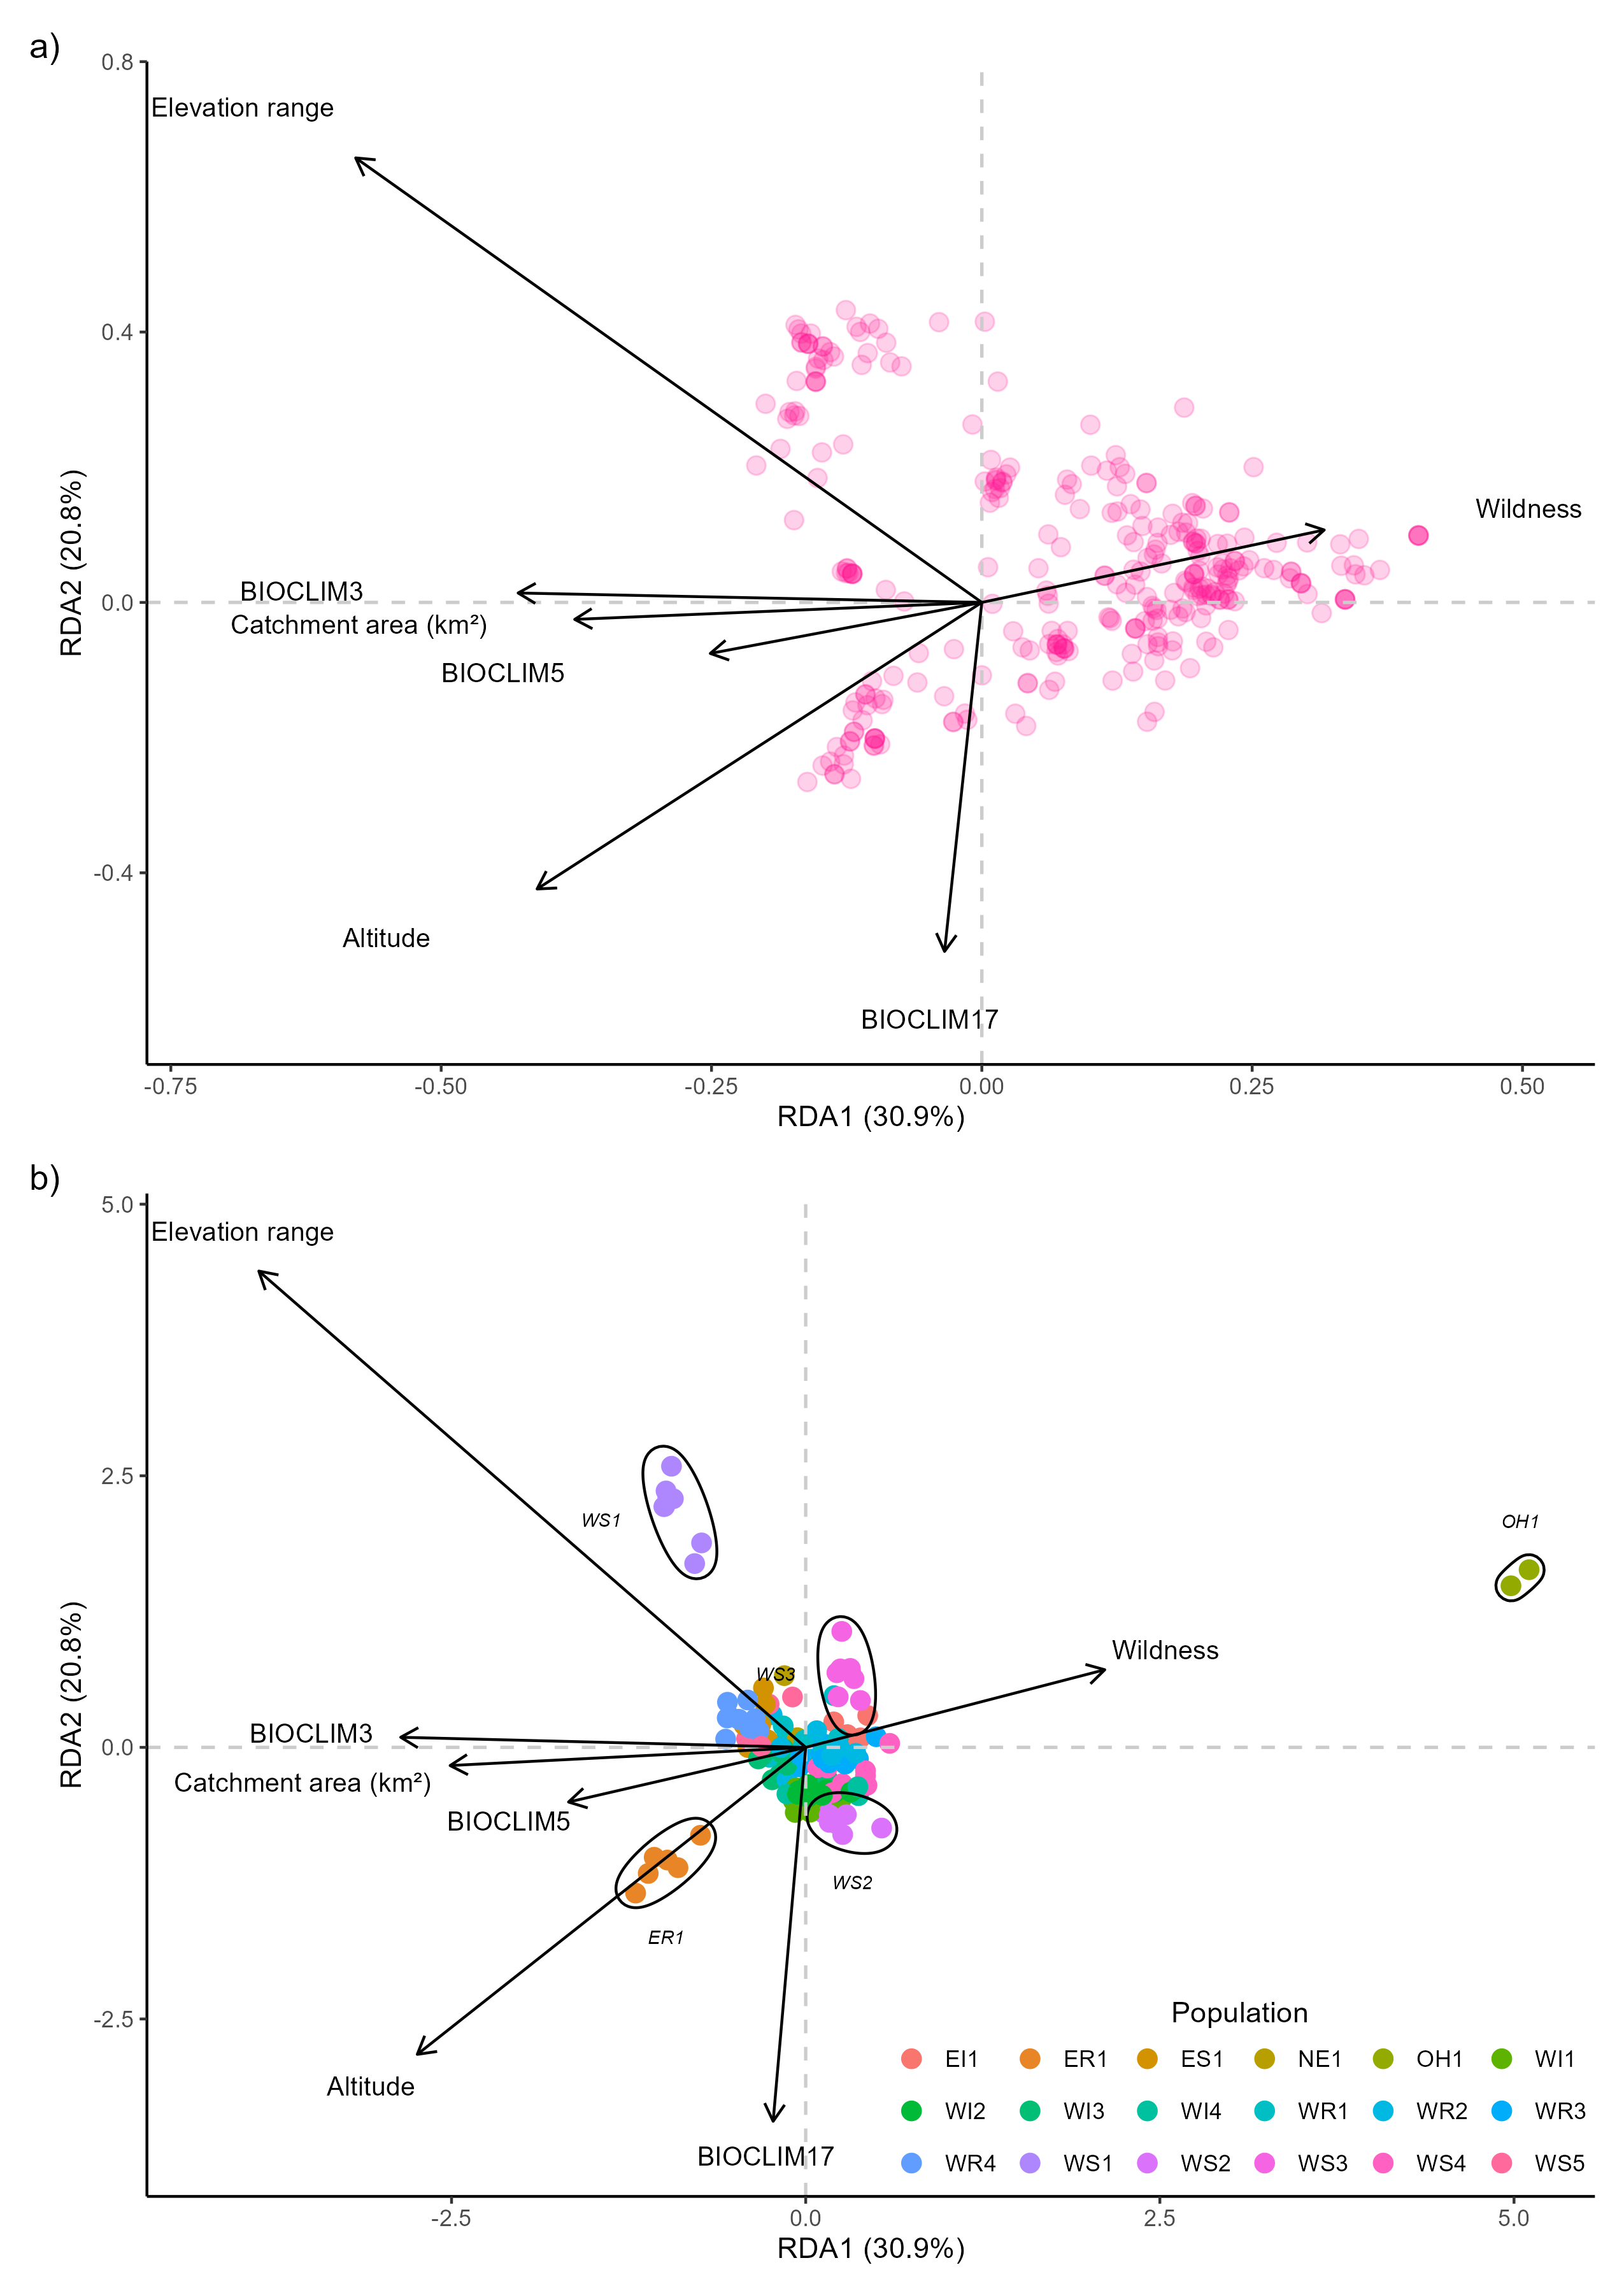 a)
0.8
Elevation range
0.4
Wildness
BIOCLIM3
0.0
Catchment area (km²)
BIOCLIM5
RDA2 (20.8%)
-0.4
Altitude
BIOCLIM17
-0.75 -0.50 -0.25 0.00 0.25 0.50
RDA1 (30.9%)
b)
5.0
Elevation range
2.5
WS1
OH1
Wildness
WS3
BIOCLIM3
0.0
Catchment area (km²)
BIOCLIM5
RDA2 (20.8%)
WS2
ER1
-2.5
Altitude
BIOCLIM17
Population
EI1 ER1 ES1 NE1 OH1 WI1
WI2 WI3 WI4 WR1 WR2 WR3
WR4 WS1 WS2 WS3 WS4 WS5
-2.5 0.0 2.5 5.0
RDA1 (30.9%)